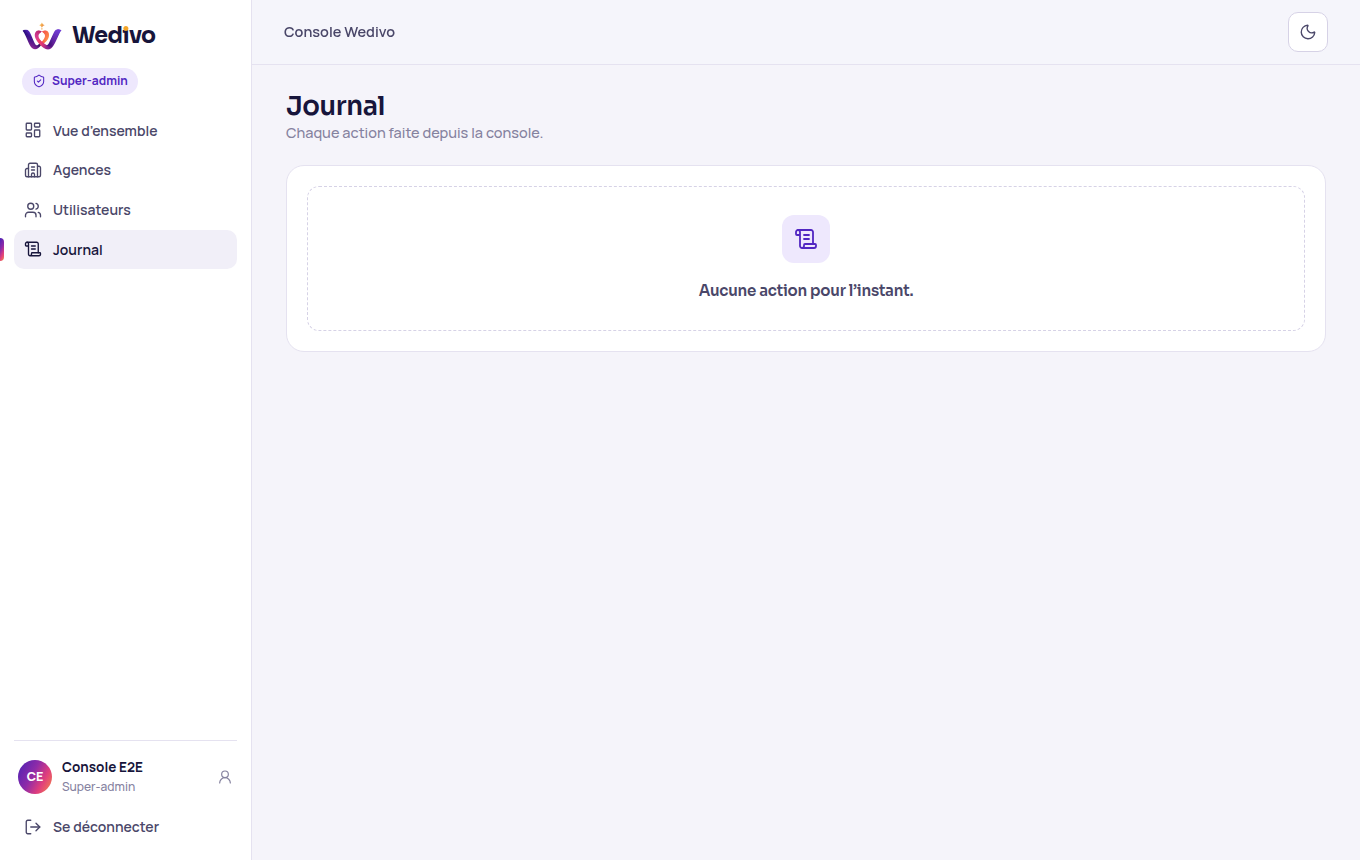 Wedivo
Super-admin
Vue d'ensemble
Agences
Utilisateurs
Journal
Console E2E
CE
Super-admin
Se déconnecter
Console Wedivo
Journal
Chaque action faite depuis la console.
Aucune action pour l’instant.